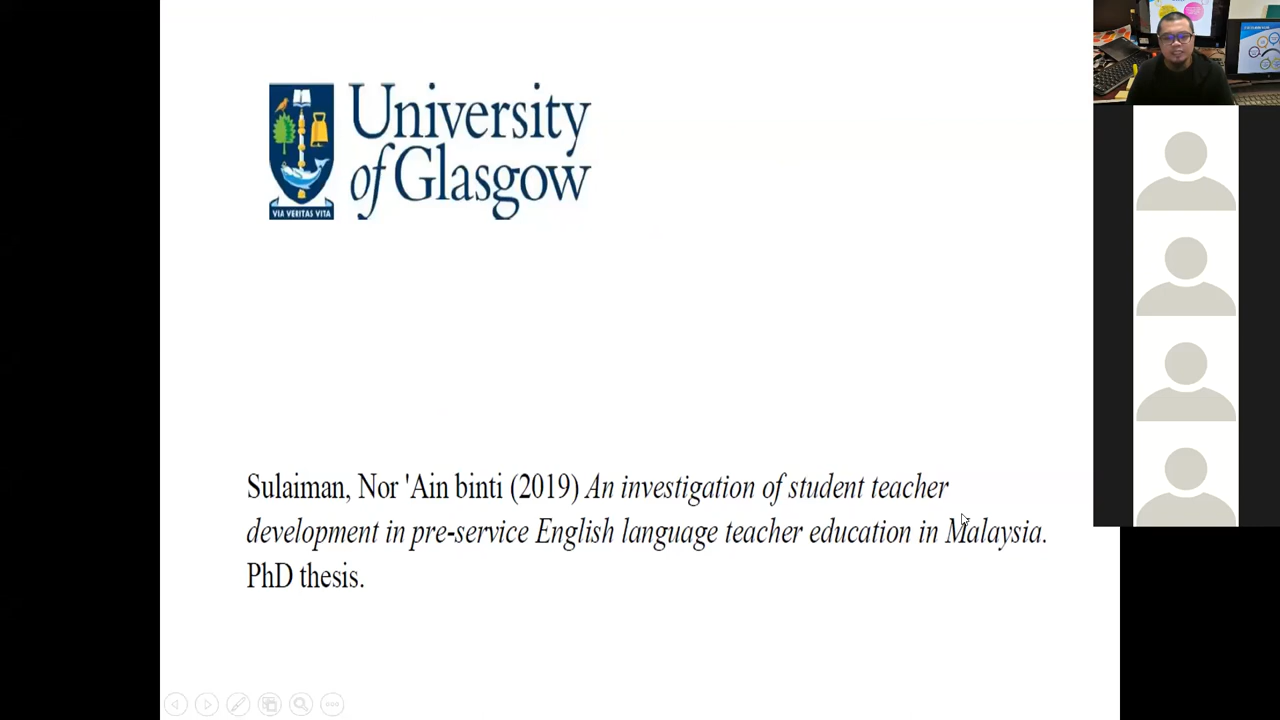 University
of Glasgow
VIA VERITAS VITA
Sulaiman, Nor 'Ain binti (2019) An investigation of student teacher
development in pre-service English language teacher education in Malaysia.
PhD thesis.